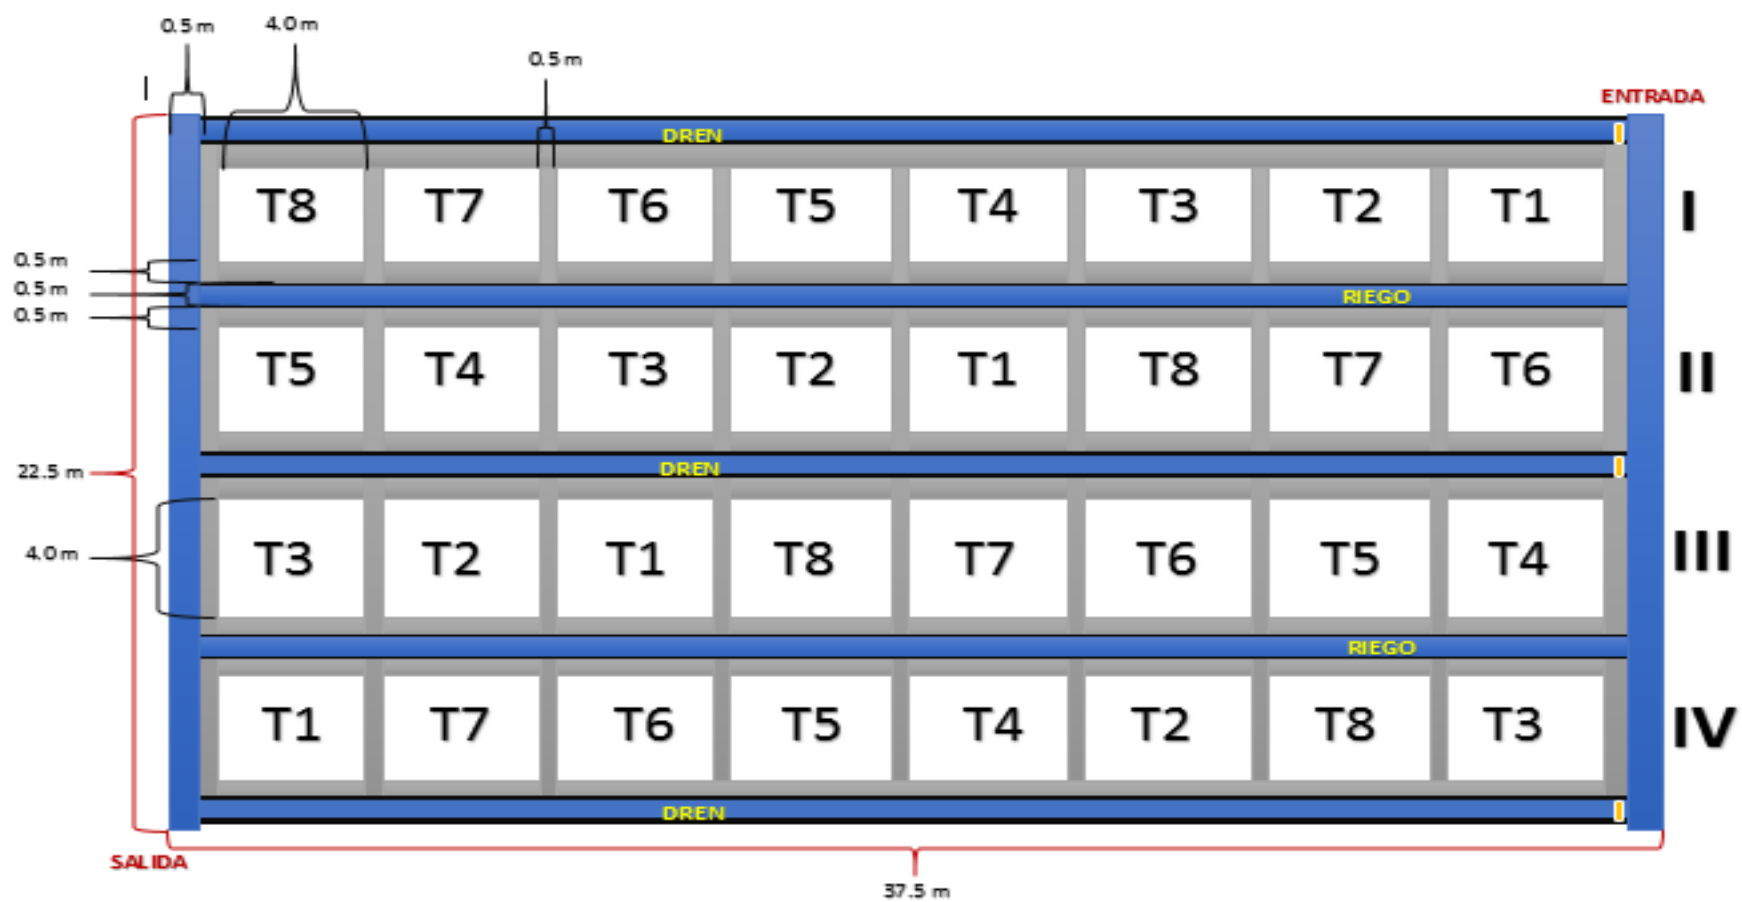 0.5 m
4.0 m
0.5 m
ENTRADA
DREN
T8 T7 T6 T5 T4 T3 T2 T1 I
0.5 m
0.5 m
RIEGO
0.5 m
T5 T4 T3 T2 T1 T8 T7 T6 II
22.5 m
DREN
4.0 m
T3 T2 T1 T8 T7 T6 T5 T4 III
RIEGO
T1 T7 T6 T5 T4 T2 T8 T3 IV
DREN
SALIDA
37.5 m